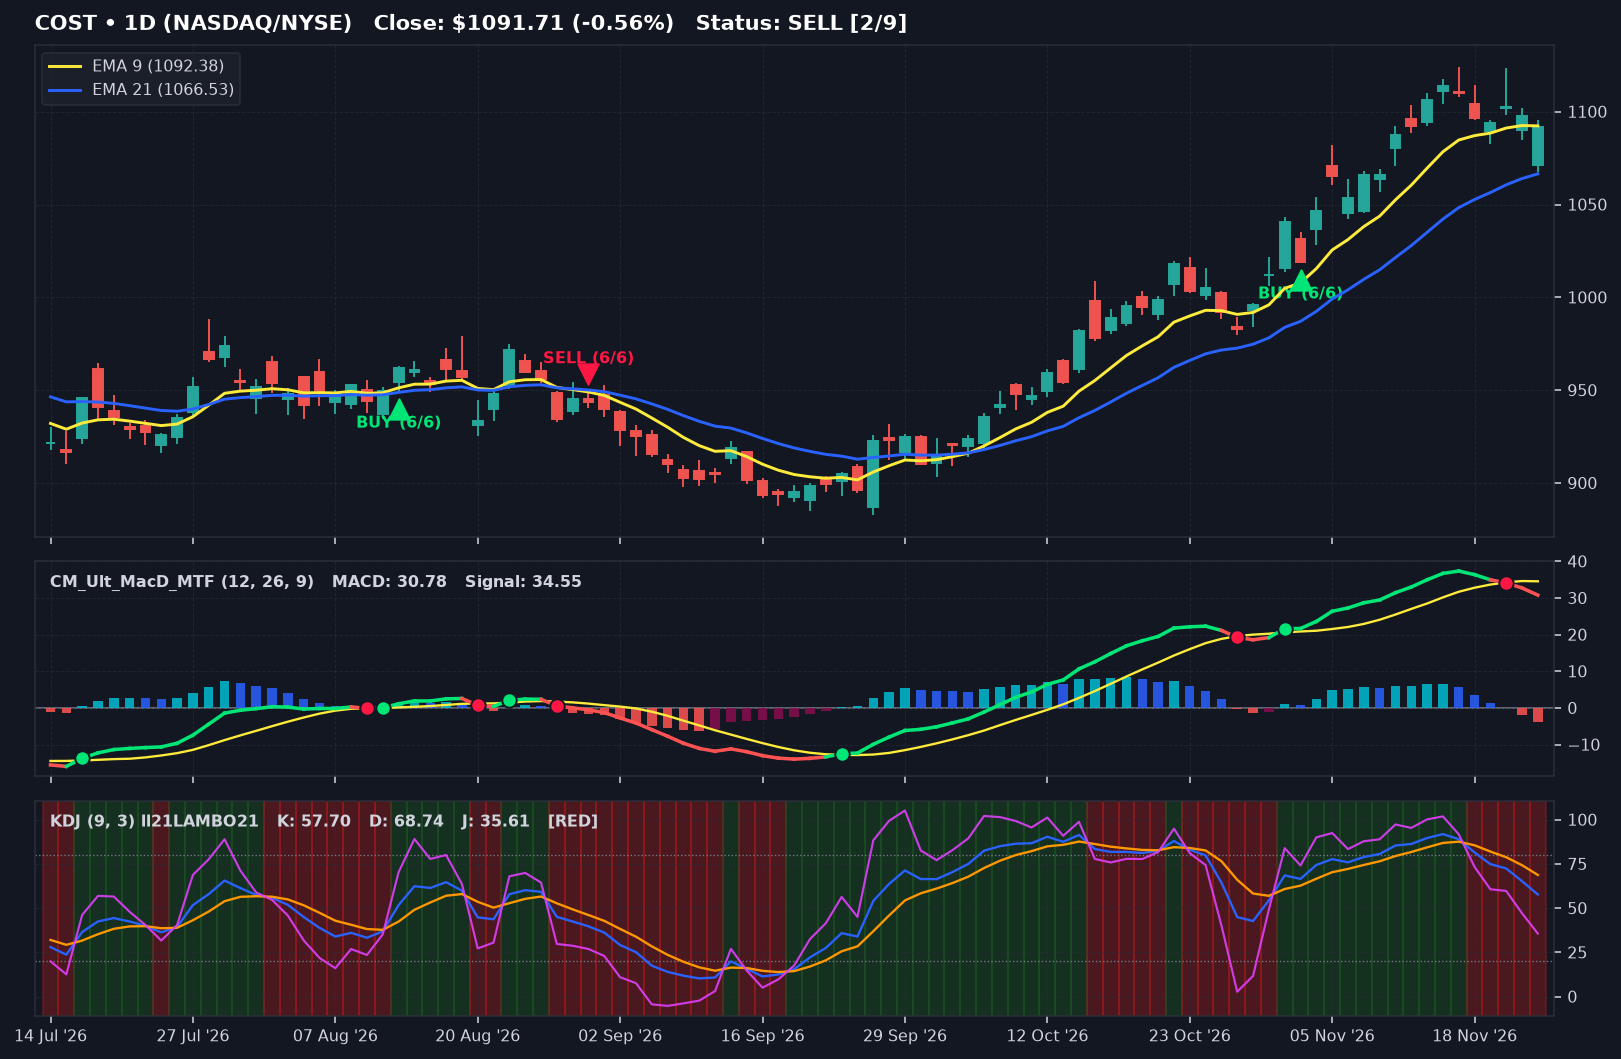 COST • 1D (NASDAQ/NYSE)   Close: $1091.71 (-0.56%)   Status: SELL [2/9]
EMA 9 (1092.38)
EMA 21 (1066.53)
1100
1050
1000
950
900
SELL (6/6)
BUY (6/6)
BUY (6/6)
CM_Ult_MacD_MTF (12, 26, 9)   MACD: 30.78   Signal: 34.55
40
30
20
10
0
−10
KDJ (9, 3) ll21LAMBO21   K: 57.70   D: 68.74   J: 35.61   [RED]
100
75
50
25
0
14 Jul '26
27 Jul '26
07 Aug '26
20 Aug '26
02 Sep '26
16 Sep '26
29 Sep '26
12 Oct '26
23 Oct '26
05 Nov '26
18 Nov '26